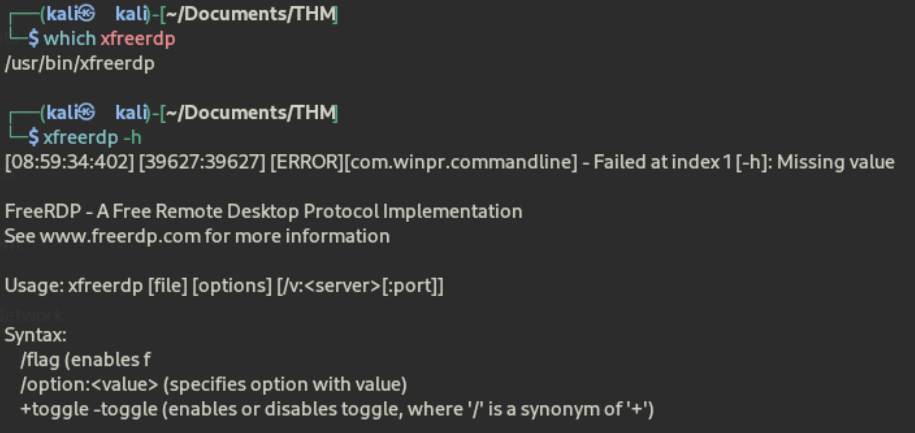 ┌──(kali㉿ kali)-[~/Documents/THM]
└─$ which xfreerdp
/usr/bin/xfreerdp
┌──(kali㉿ kali)-[~/Documents/THM]
└─$ xfreerdp -h
[08:59:34:402] [39627:39627] [ERROR][com.winpr.commandline] - Failed at index 1 [-h]: Missing value
FreeRDP - A Free Remote Desktop Protocol Implementation
See www.freerdp.com for more information
Usage: xfreerdp [file] [options] [/v:<server>[:port]]
Network
Syntax:
/flag (enables f
/option:<value> (specifies option with value)
+toggle -toggle (enables or disables toggle, where '/' is a synonym of '+')